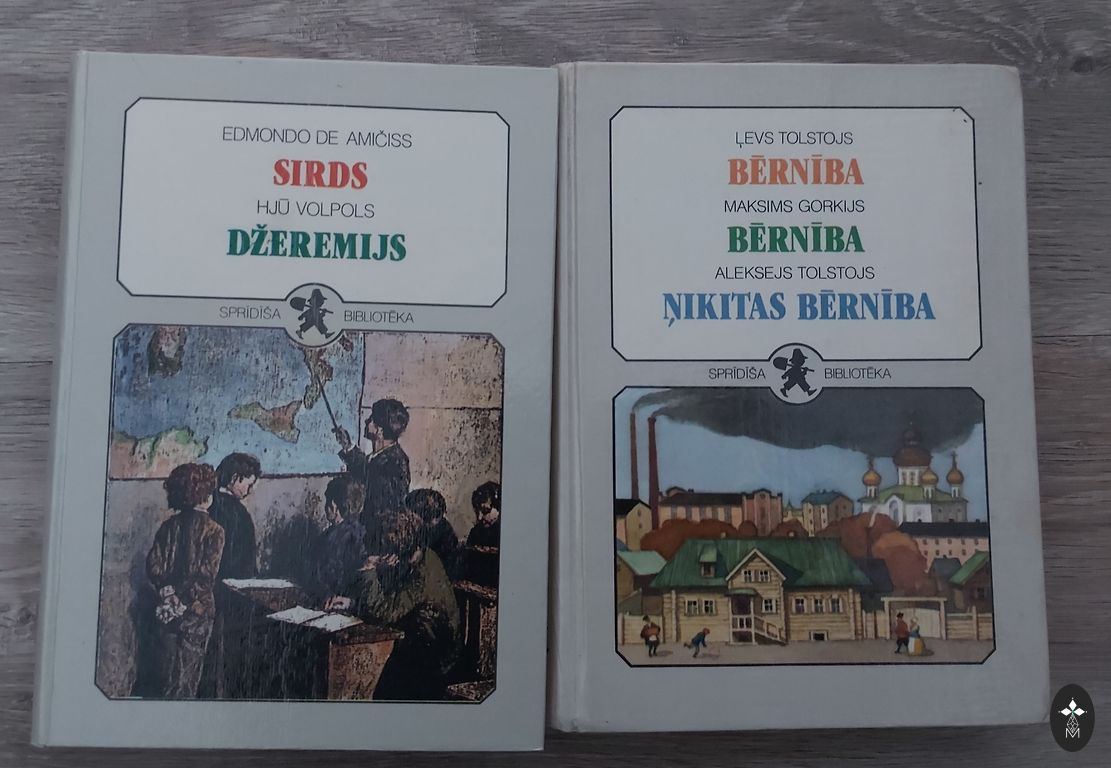 EDMONDO DE AMIČISS
SIRDS
HJŪ VOLPOLS
DŽEREMIJS
SPRĪDĪŠA BIBLIOTĒKA
ĻEVS TOLSTOJS
BĒRNĪBA
MAKSIMS GORKIJS
BĒRNĪBA
ALEKSEJS TOLSTOJS
ŅIKITAS BĒRNĪBA
SPRĪDĪŠA BIBLIOTĒKA
M